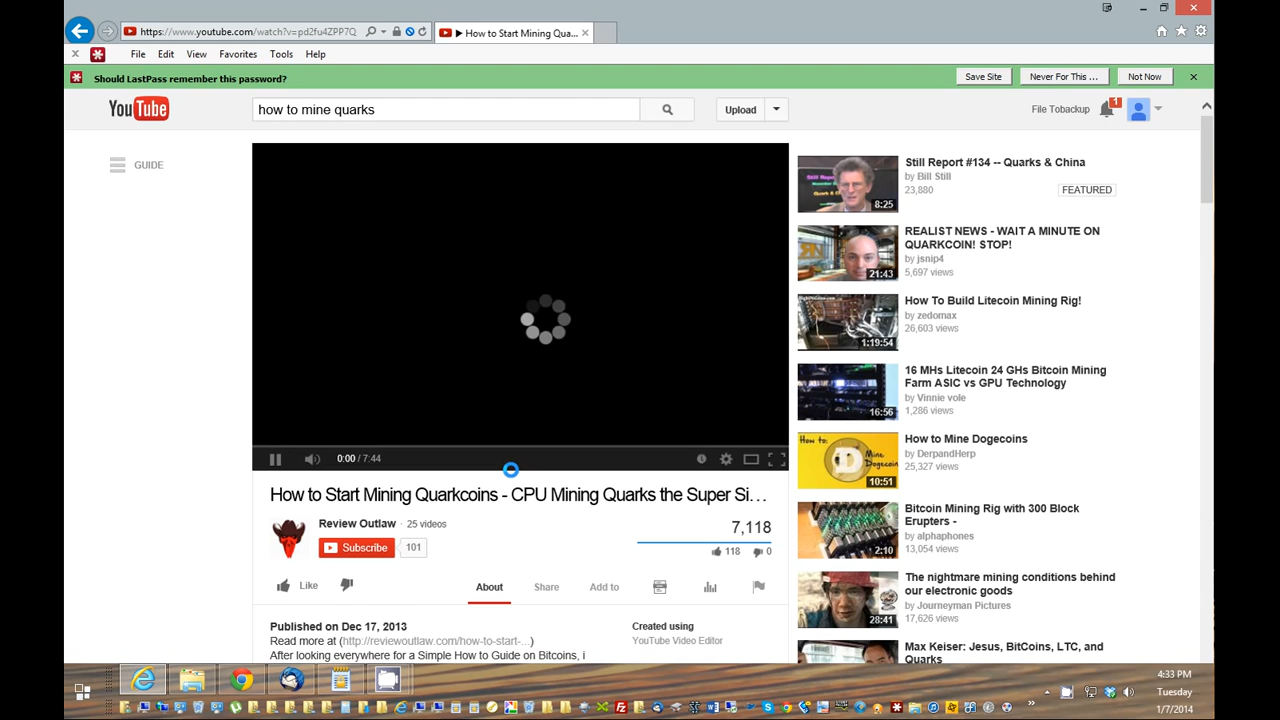 https://www.youtube.com/watch?v=pd2fu4ZPP7Q
▶ How to Start Mining Qua...
File Edit View Favorites Tools Help
Should LastPass remember this password?
Save Site
Never For This ...
Not Now
YouTube
how to mine quarks
Upload
File Tobackup
1
GUIDE
0:00 / 7:44
How to Start Mining Quarkcoins - CPU Mining Quarks the Super Si...
Review Outlaw · 25 videos
Subscribe 101
7,118
118 0
Like
About Share Add to
Published on Dec 17, 2013
Read more at (http://reviewoutlaw.com/how-to-start-...)
After looking everywhere for a Simple How to Guide on Bitcoins, i
Created using
YouTube Video Editor
Still Report #134 -- Quarks & China
by Bill Still
23,880
FEATURED
8:25
REALIST NEWS - WAIT A MINUTE ON
QUARKCOIN! STOP!
by jsnip4
5,697 views
21:43
How To Build Litecoin Mining Rig!
by zedomax
26,603 views
1:19:54
16 MHs Litecoin 24 GHs Bitcoin Mining
Farm ASIC vs GPU Technology
by Vinnie vole
1,286 views
16:56
How to Mine Dogecoins
by DerpandHerp
25,327 views
How to:
Mine
Dogecoin
10:51
Bitcoin Mining Rig with 300 Block
Erupters -
by alphaphones
13,054 views
2:10
The nightmare mining conditions behind
our electronic goods
by Journeyman Pictures
17,626 views
28:41
Max Keiser: Jesus, BitCoins, LTC, and
Quarks
4:33 PM
Tuesday
1/7/2014